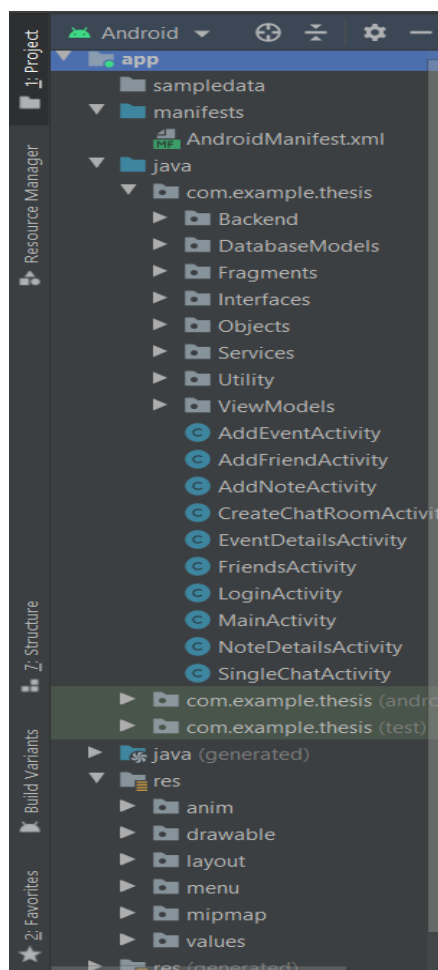 1: Project
Resource Manager
7: Structure
Build Variants
2: Favorites
Android
app
sampledata
manifests
MF
AndroidManifest.xml
java
com.example.thesis
Backend
DatabaseModels
Fragments
Interfaces
Objects
Services
Utility
ViewModels
C AddEventActivity
C AddFriendActivity
C AddNoteActivity
C CreateChatRoomActivit
C EventDetailsActivity
C FriendsActivity
C LoginActivity
C MainActivity
C NoteDetailsActivity
C SingleChatActivity
com.example.thesis (andro
com.example.thesis (test)
java (generated)
res
anim
drawable
layout
menu
mipmap
values
res (generated)